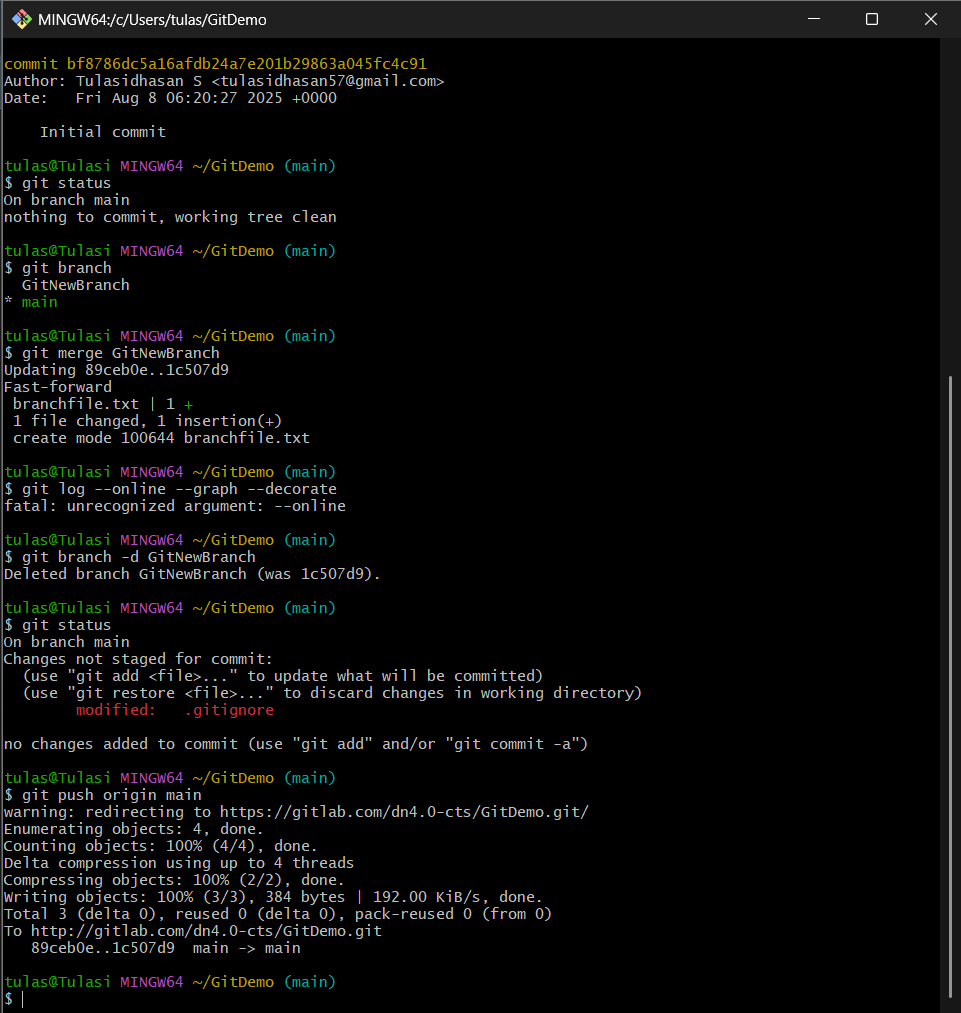 MINGW64:/c/Users/tulas/GitDemo
commit bf8786dc5a16afdb24a7e201b29863a045fc4c91
Author: Tulasidhasan S <tulasidhasan57@gmail.com>
Date:   Fri Aug 8 06:20:27 2025 +0000
    Initial commit
tulas@Tulasi MINGW64 ~/GitDemo (main)
$ git status
On branch main
nothing to commit, working tree clean
tulas@Tulasi MINGW64 ~/GitDemo (main)
$ git branch
  GitNewBranch
* main
tulas@Tulasi MINGW64 ~/GitDemo (main)
$ git merge GitNewBranch
Updating 89ceb0e..1c507d9
Fast-forward
 branchfile.txt | 1 +
 1 file changed, 1 insertion(+)
 create mode 100644 branchfile.txt
tulas@Tulasi MINGW64 ~/GitDemo (main)
$ git log --online --graph --decorate
fatal: unrecognized argument: --online
tulas@Tulasi MINGW64 ~/GitDemo (main)
$ git branch -d GitNewBranch
Deleted branch GitNewBranch (was 1c507d9).
tulas@Tulasi MINGW64 ~/GitDemo (main)
$ git status
On branch main
Changes not staged for commit:
  (use "git add <file>..." to update what will be committed)
  (use "git restore <file>..." to discard changes in working directory)
        modified:   .gitignore
no changes added to commit (use "git add" and/or "git commit -a")
tulas@Tulasi MINGW64 ~/GitDemo (main)
$ git push origin main
warning: redirecting to https://gitlab.com/dn4.0-cts/GitDemo.git/
Enumerating objects: 4, done.
Counting objects: 100% (4/4), done.
Delta compression using up to 4 threads
Compressing objects: 100% (2/2), done.
Writing objects: 100% (3/3), 384 bytes | 192.00 KiB/s, done.
Total 3 (delta 0), reused 0 (delta 0), pack-reused 0 (from 0)
To http://gitlab.com/dn4.0-cts/GitDemo.git
   89ceb0e..1c507d9  main -> main
tulas@Tulasi MINGW64 ~/GitDemo (main)
$